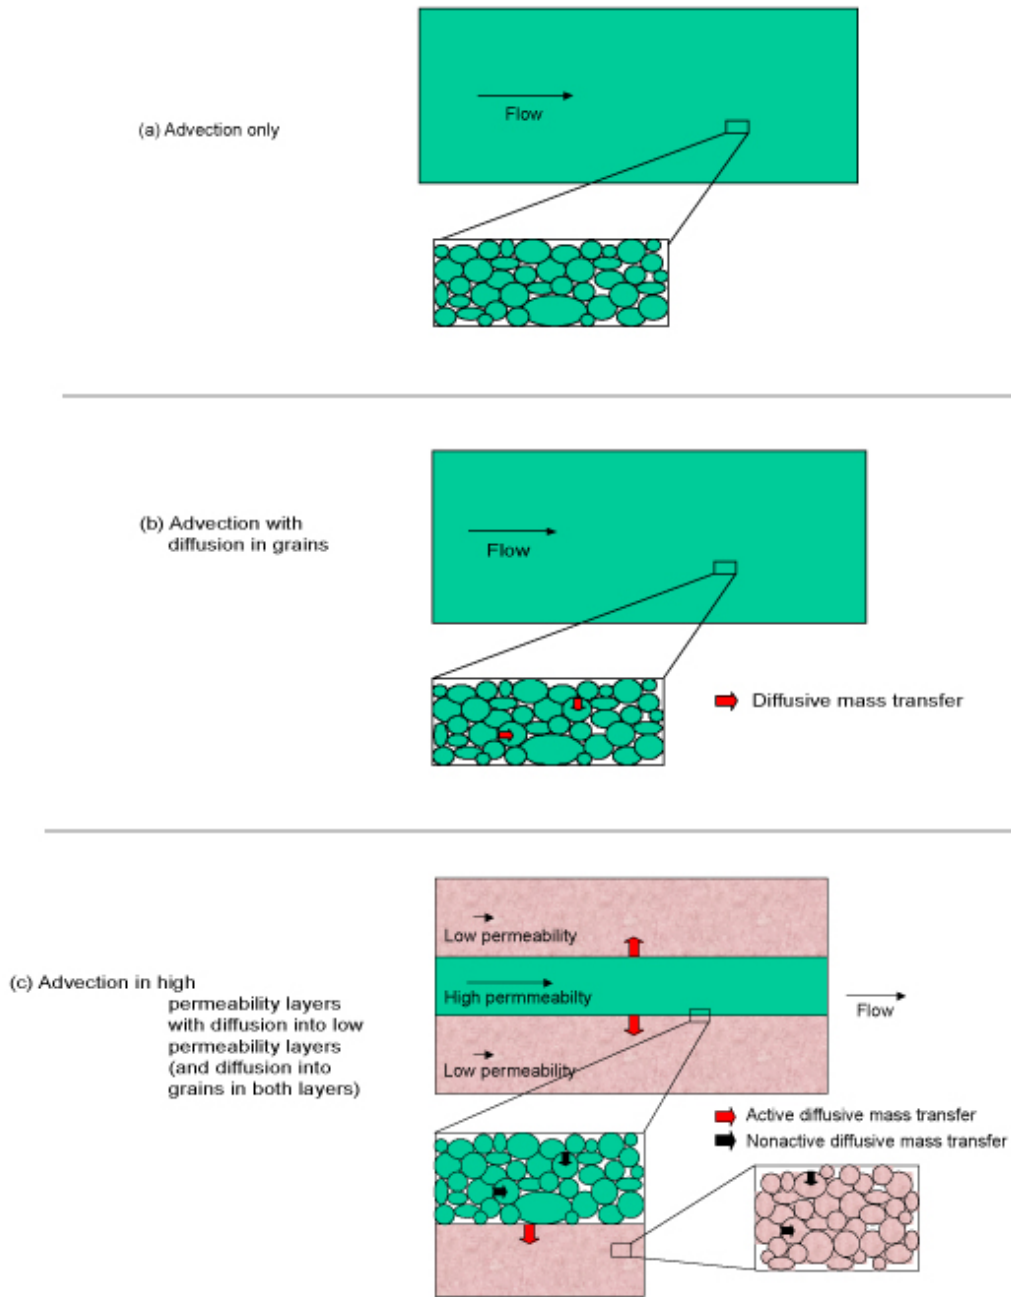 (a) Advection only
Flow
(b) Advection with
diffusion in grains
Flow
Diffusive mass transfer
(c) Advection in high
permeability layers
with diffusion into low
permeability layers
(and diffusion into
grains in both layers)
Low permeability
High permmeabilty
Low permeability
Flow
Active diffusive mass transfer
Nonactive diffusive mass transfer